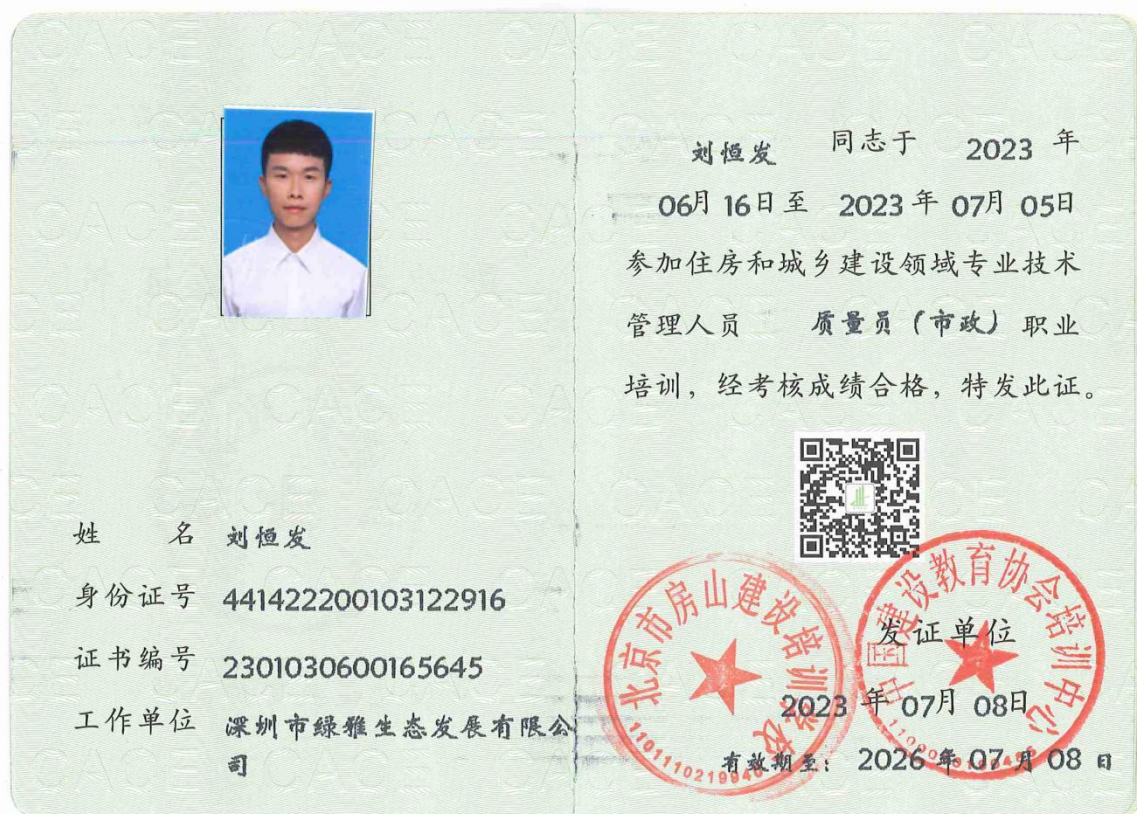 姓 名 刘恒发
身份证号 441422200103122916
证书编号 2301030600165645
工作单位 深圳市绿雅生态发展有限公
司
刘恒发 同志于 2023 年
06月 16日至 2023 年 07月 05日
参加住房和城乡建设领域专业技术
管理人员 质量员（市政）职业
培训，经考核成绩合格，特发此证。
北京市房山建设培训学校
中国建设教育协会培训中心
发证单位
2023 年 07月 08日
有效期至： 2026 年 07 月 08 日
CACE